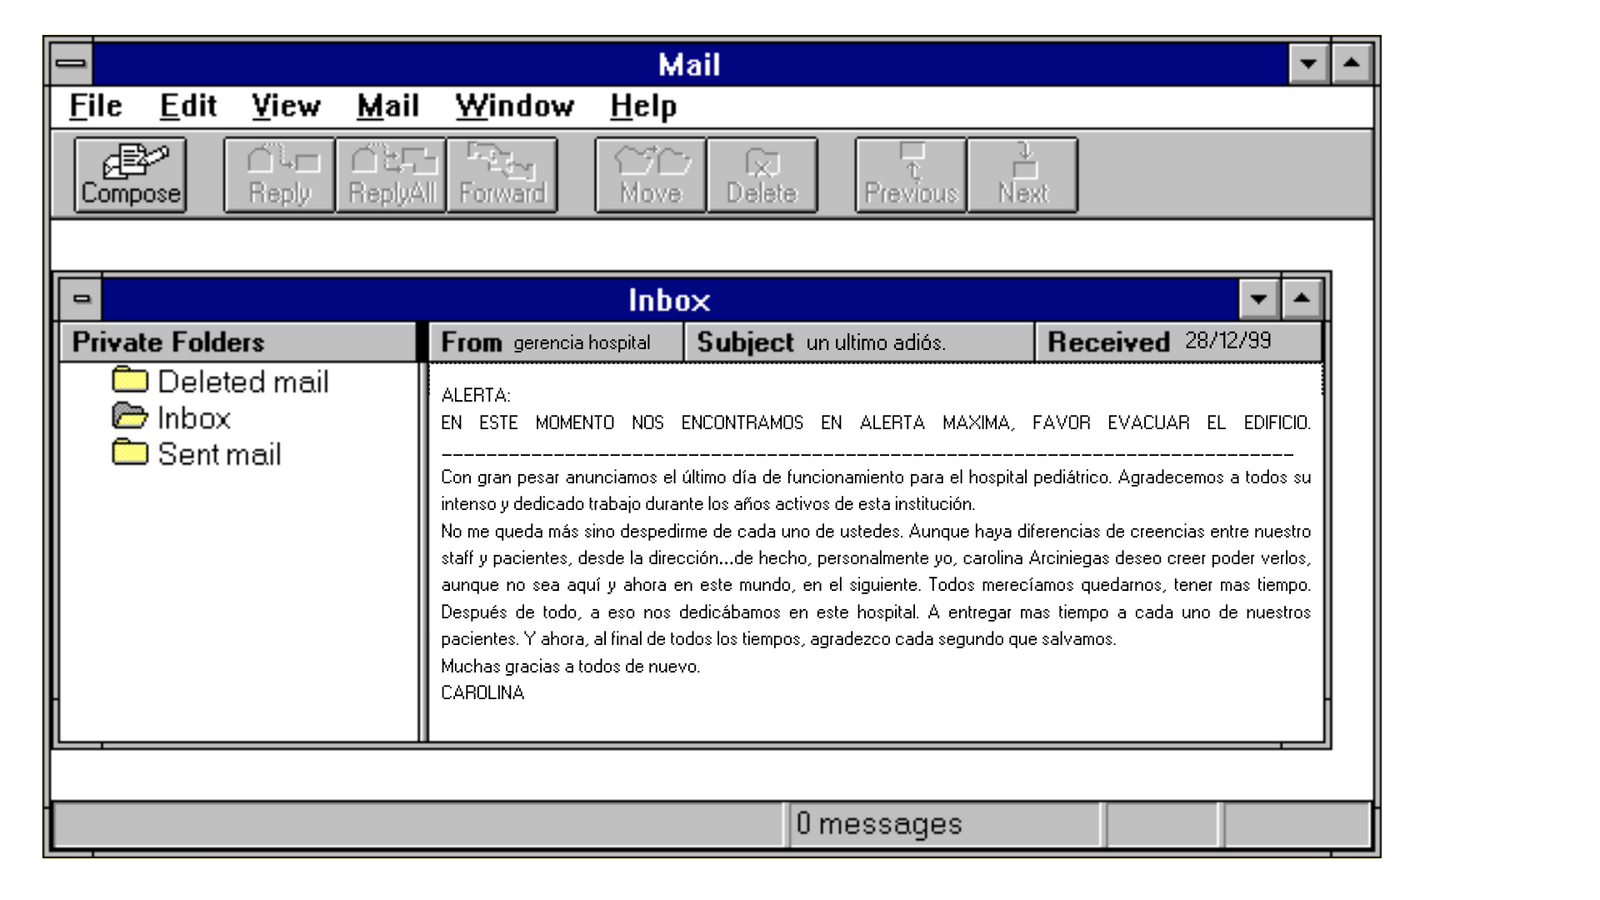 Mail
File Edit View Mail Window Help
Compose Reply ReplyAll Forward Move Delete Previous Next
Inbox
Private Folders
From gerencia hospital Subject un ultimo adiós. Received 28/12/99
Deleted mail
Inbox
Sent mail
ALERTA:
EN ESTE MOMENTO NOS ENCONTRAMOS EN ALERTA MAXIMA, FAVOR EVACUAR EL EDIFICIO.
Con gran pesar anunciamos el último día de funcionamiento para el hospital pediátrico. Agradecemos a todos su
intenso y dedicado trabajo durante los años activos de esta institución.
No me queda más sino despedirme de cada uno de ustedes. Aunque haya diferencias de creencias entre nuestro
staff y pacientes, desde la dirección...de hecho, personalmente yo, carolina Arciniegas deseo creer poder verlos,
aunque no sea aquí y ahora en este mundo, en el siguiente. Todos merecíamos quedarnos, tener mas tiempo.
Después de todo, a eso nos dedicábamos en este hospital. A entregar mas tiempo a cada uno de nuestros
pacientes. Y ahora, al final de todos los tiempos, agradezco cada segundo que salvamos.
Muchas gracias a todos de nuevo.
CAROLINA
0 messages